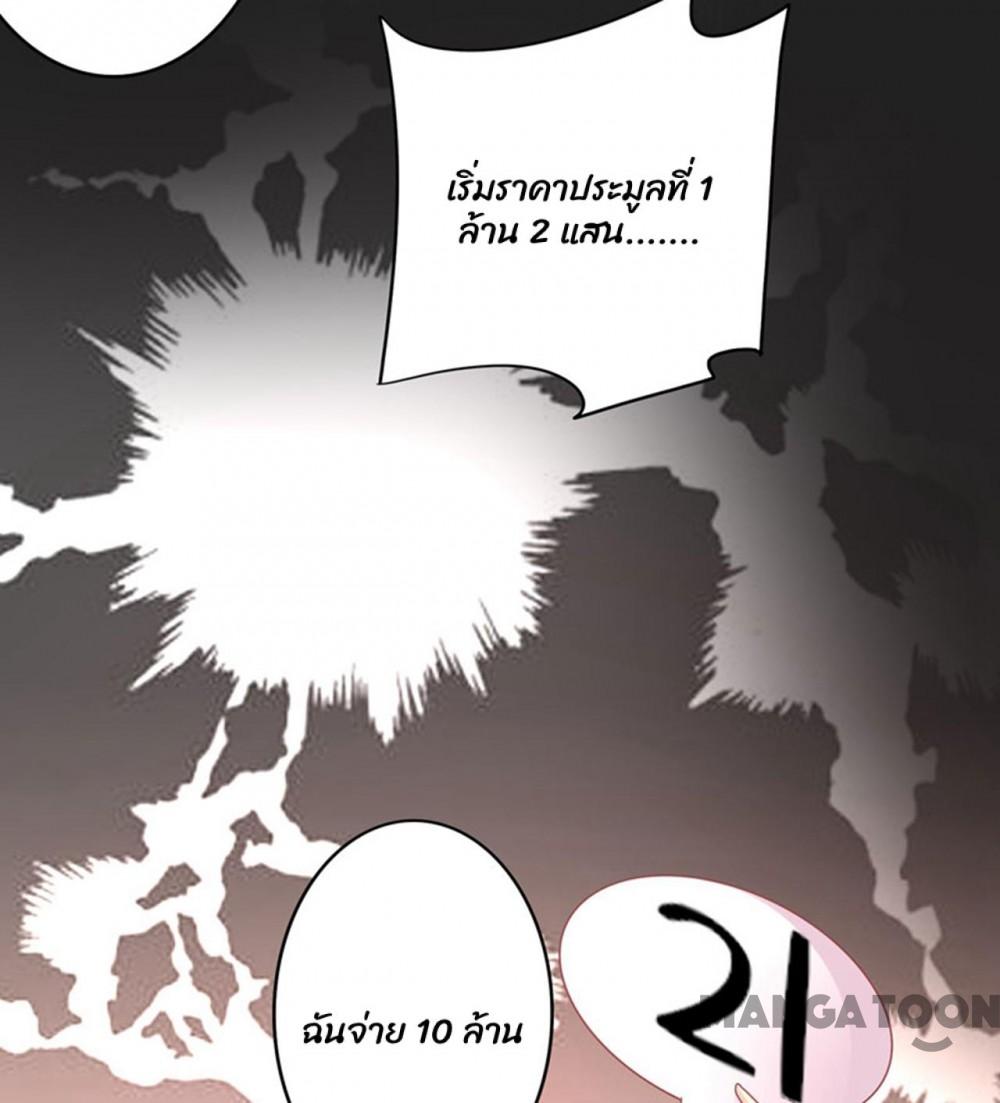 เริ่มราคาประมูลที่ 1
ล้าน 2 แสน.......
ฉันจ่าย 10 ล้าน
21
MANGATOON